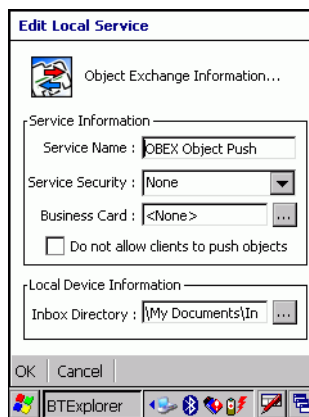 Edit Local Service
Object Exchange Information...
Service Information
Service Name : OBEX Object Push
Service Security : None
Business Card : <None> ...
Do not allow clients to push objects
Local Device Information
Inbox Directory : \My Documents\In ...
OK Cancel
BTExplorer